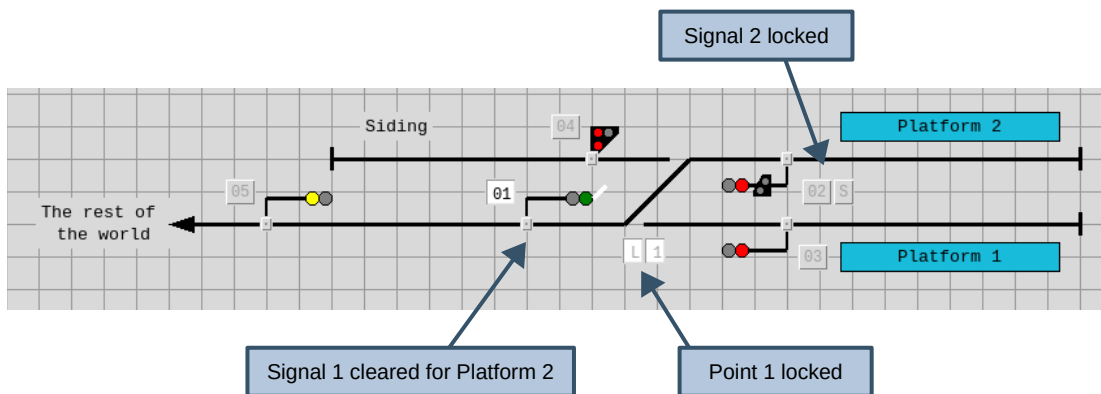 Signal 2 locked
Siding
04
Platform 2
05
01
02 S
The rest of
the world
L 1
03
Platform 1
Signal 1 cleared for Platform 2
Point 1 locked